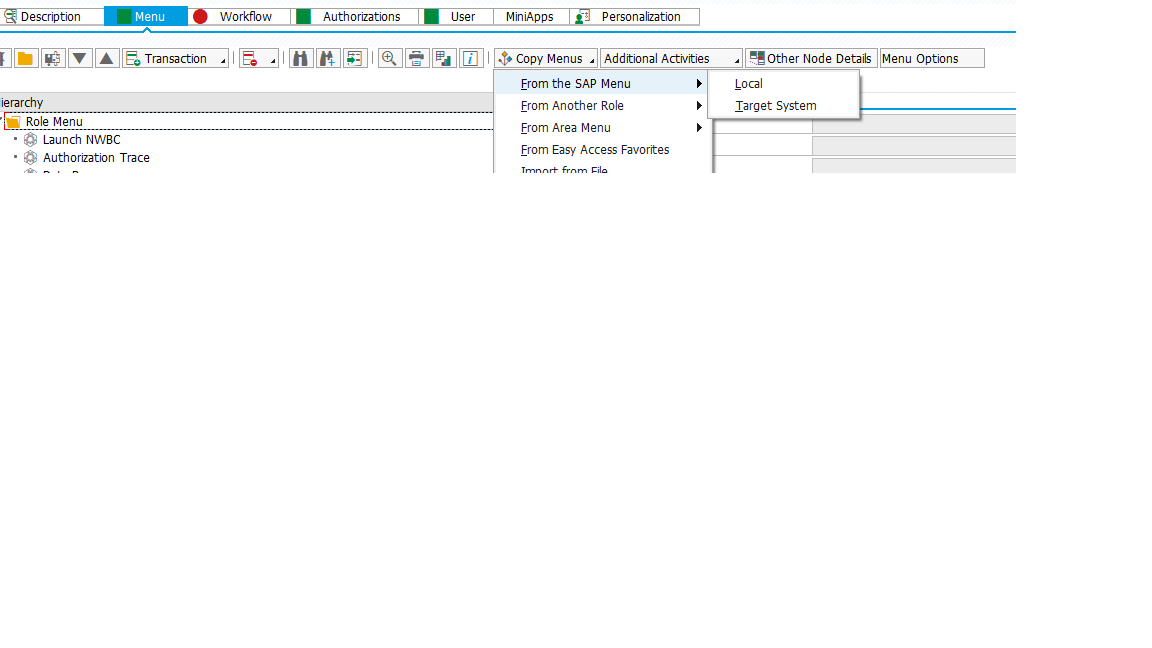 Description Menu Workflow Authorizations User MiniApps Personalization
Transaction Copy Menus Additional Activities Other Node Details Menu Options
From the SAP Menu Local
ierarchy From Another Role Target System
Role Menu From Area Menu
Launch NWBC
From Easy Access Favorites
Authorization Trace
Import from File